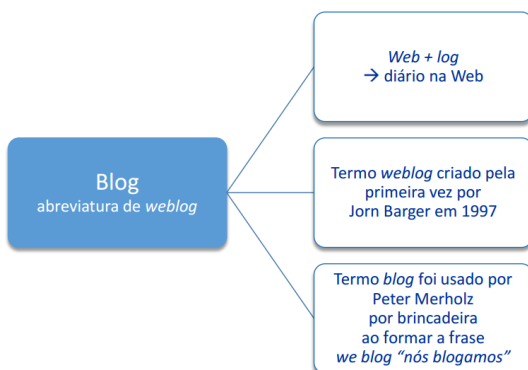 Blog
abreviatura de weblog
Web + log
→ diário na Web
Termo weblog criado pela
primeira vez por
Jorn Barger em 1997
Termo blog foi usado por
Peter Merholz
por brincadeira
ao formar a frase
we blog “nós blogamos”